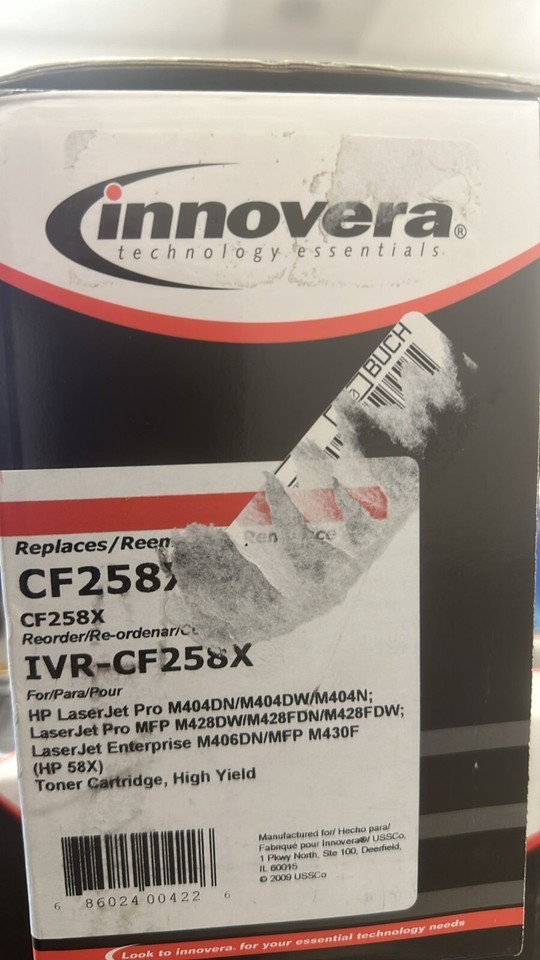 innovera®
technology essentials
BUCH
Replaces/Reen
CF258X
CF258X
Reorder/Re-ordenar/
IVR-CF258X
For/Para/Pour
HP LaserJet Pro M404DN/M404DW/M404N;
LaserJet Pro MFP M428DW/M428FDN/M428FDW;
LaserJet Enterprise M406DN/MFP M430F
(HP 58X)
Toner Cartridge, High Yield
Manufactured for/ Hecho para/
Fabriqué pour Innovera®/ USSCo,
1 Pkwy North, Ste 100, Deerfield,
IL 60015
© 2009 USSCo
6 86024 00422 6
Look to innovera. for your essential technology needs